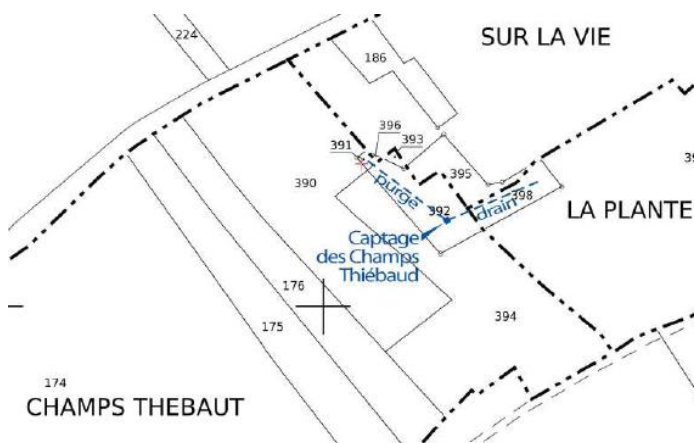 224
SUR LA VIE
186
396
391
393
390
395
purge
392
drain
398
LA PLANTE
Captage
des Champs
Thiébaud
176
394
175
174
CHAMPS THEBAUT